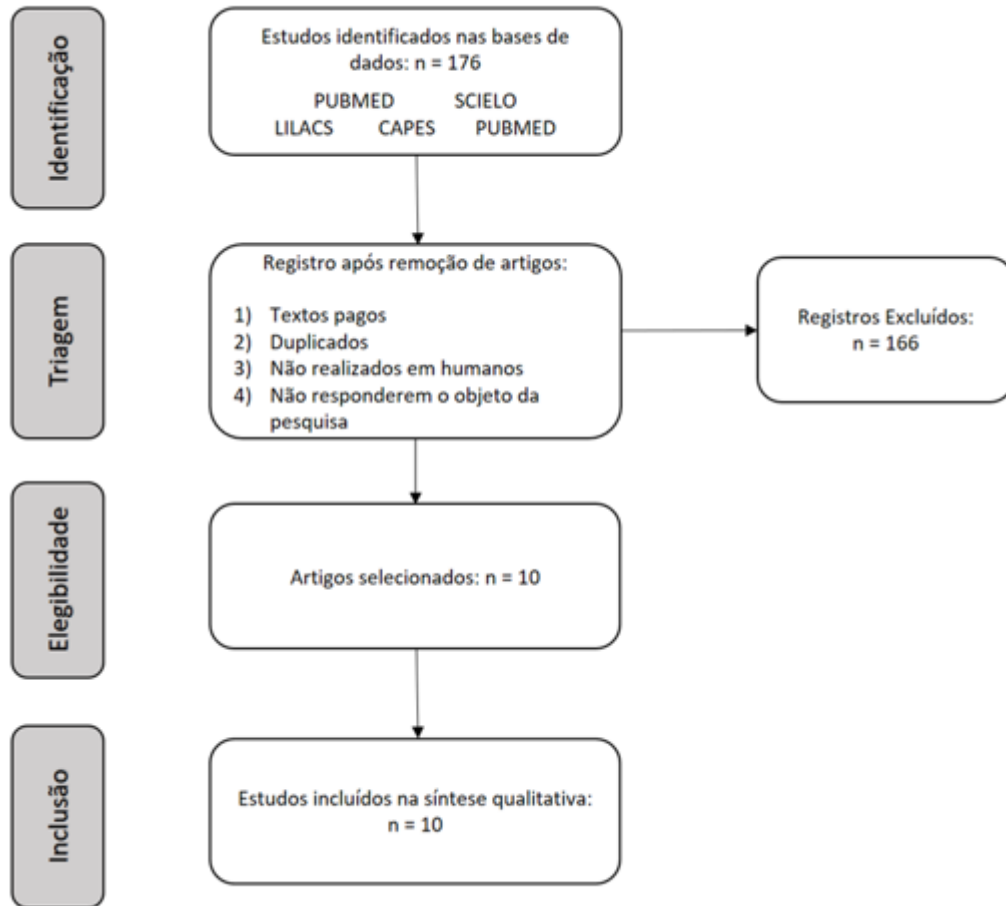 Identificação
Estudos identificados nas bases de
dados: n = 176
PUBMED SCIELO
LILACS CAPES PUBMED
Triagem
Registro após remoção de artigos:
1) Textos pagos
2) Duplicados
3) Não realizados em humanos
4) Não responderem o objeto da
pesquisa
Registros Excluídos:
n = 166
Elegibilidade
Artigos selecionados: n = 10
Inclusão
Estudos incluídos na síntese qualitativa:
n = 10